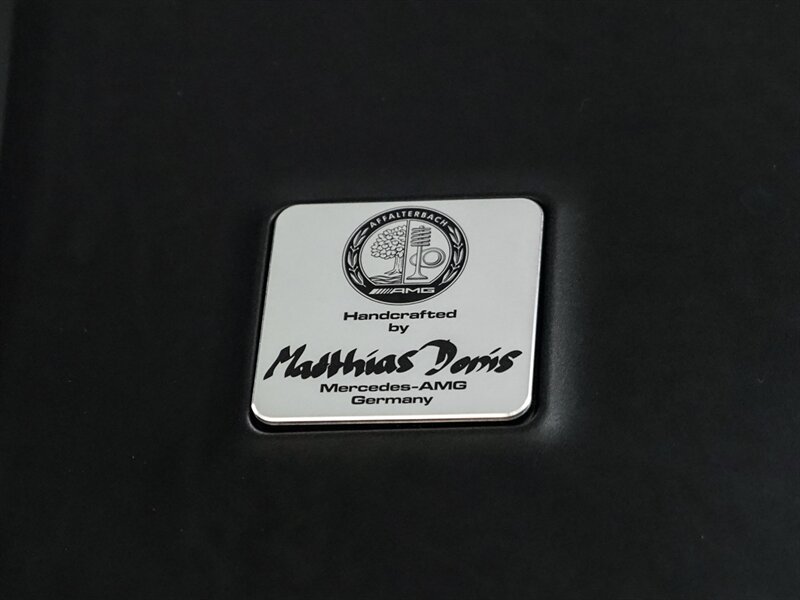 AFFALTERBACH
AMG
Handcrafted
by
Matthias Donis
Mercedes-AMG
Germany